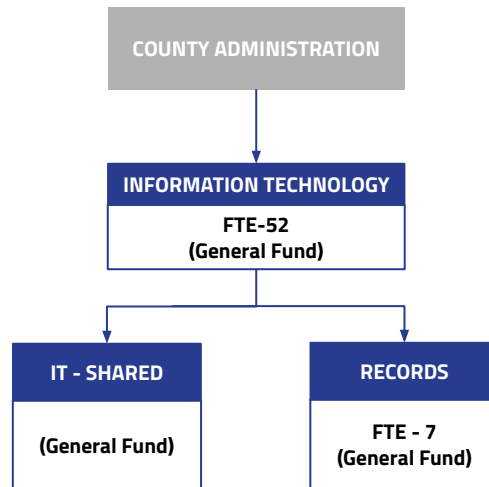 COUNTY ADMINISTRATION
INFORMATION TECHNOLOGY
FTE-52
(General Fund)
IT - SHARED
(General Fund)
RECORDS
FTE - 7
(General Fund)